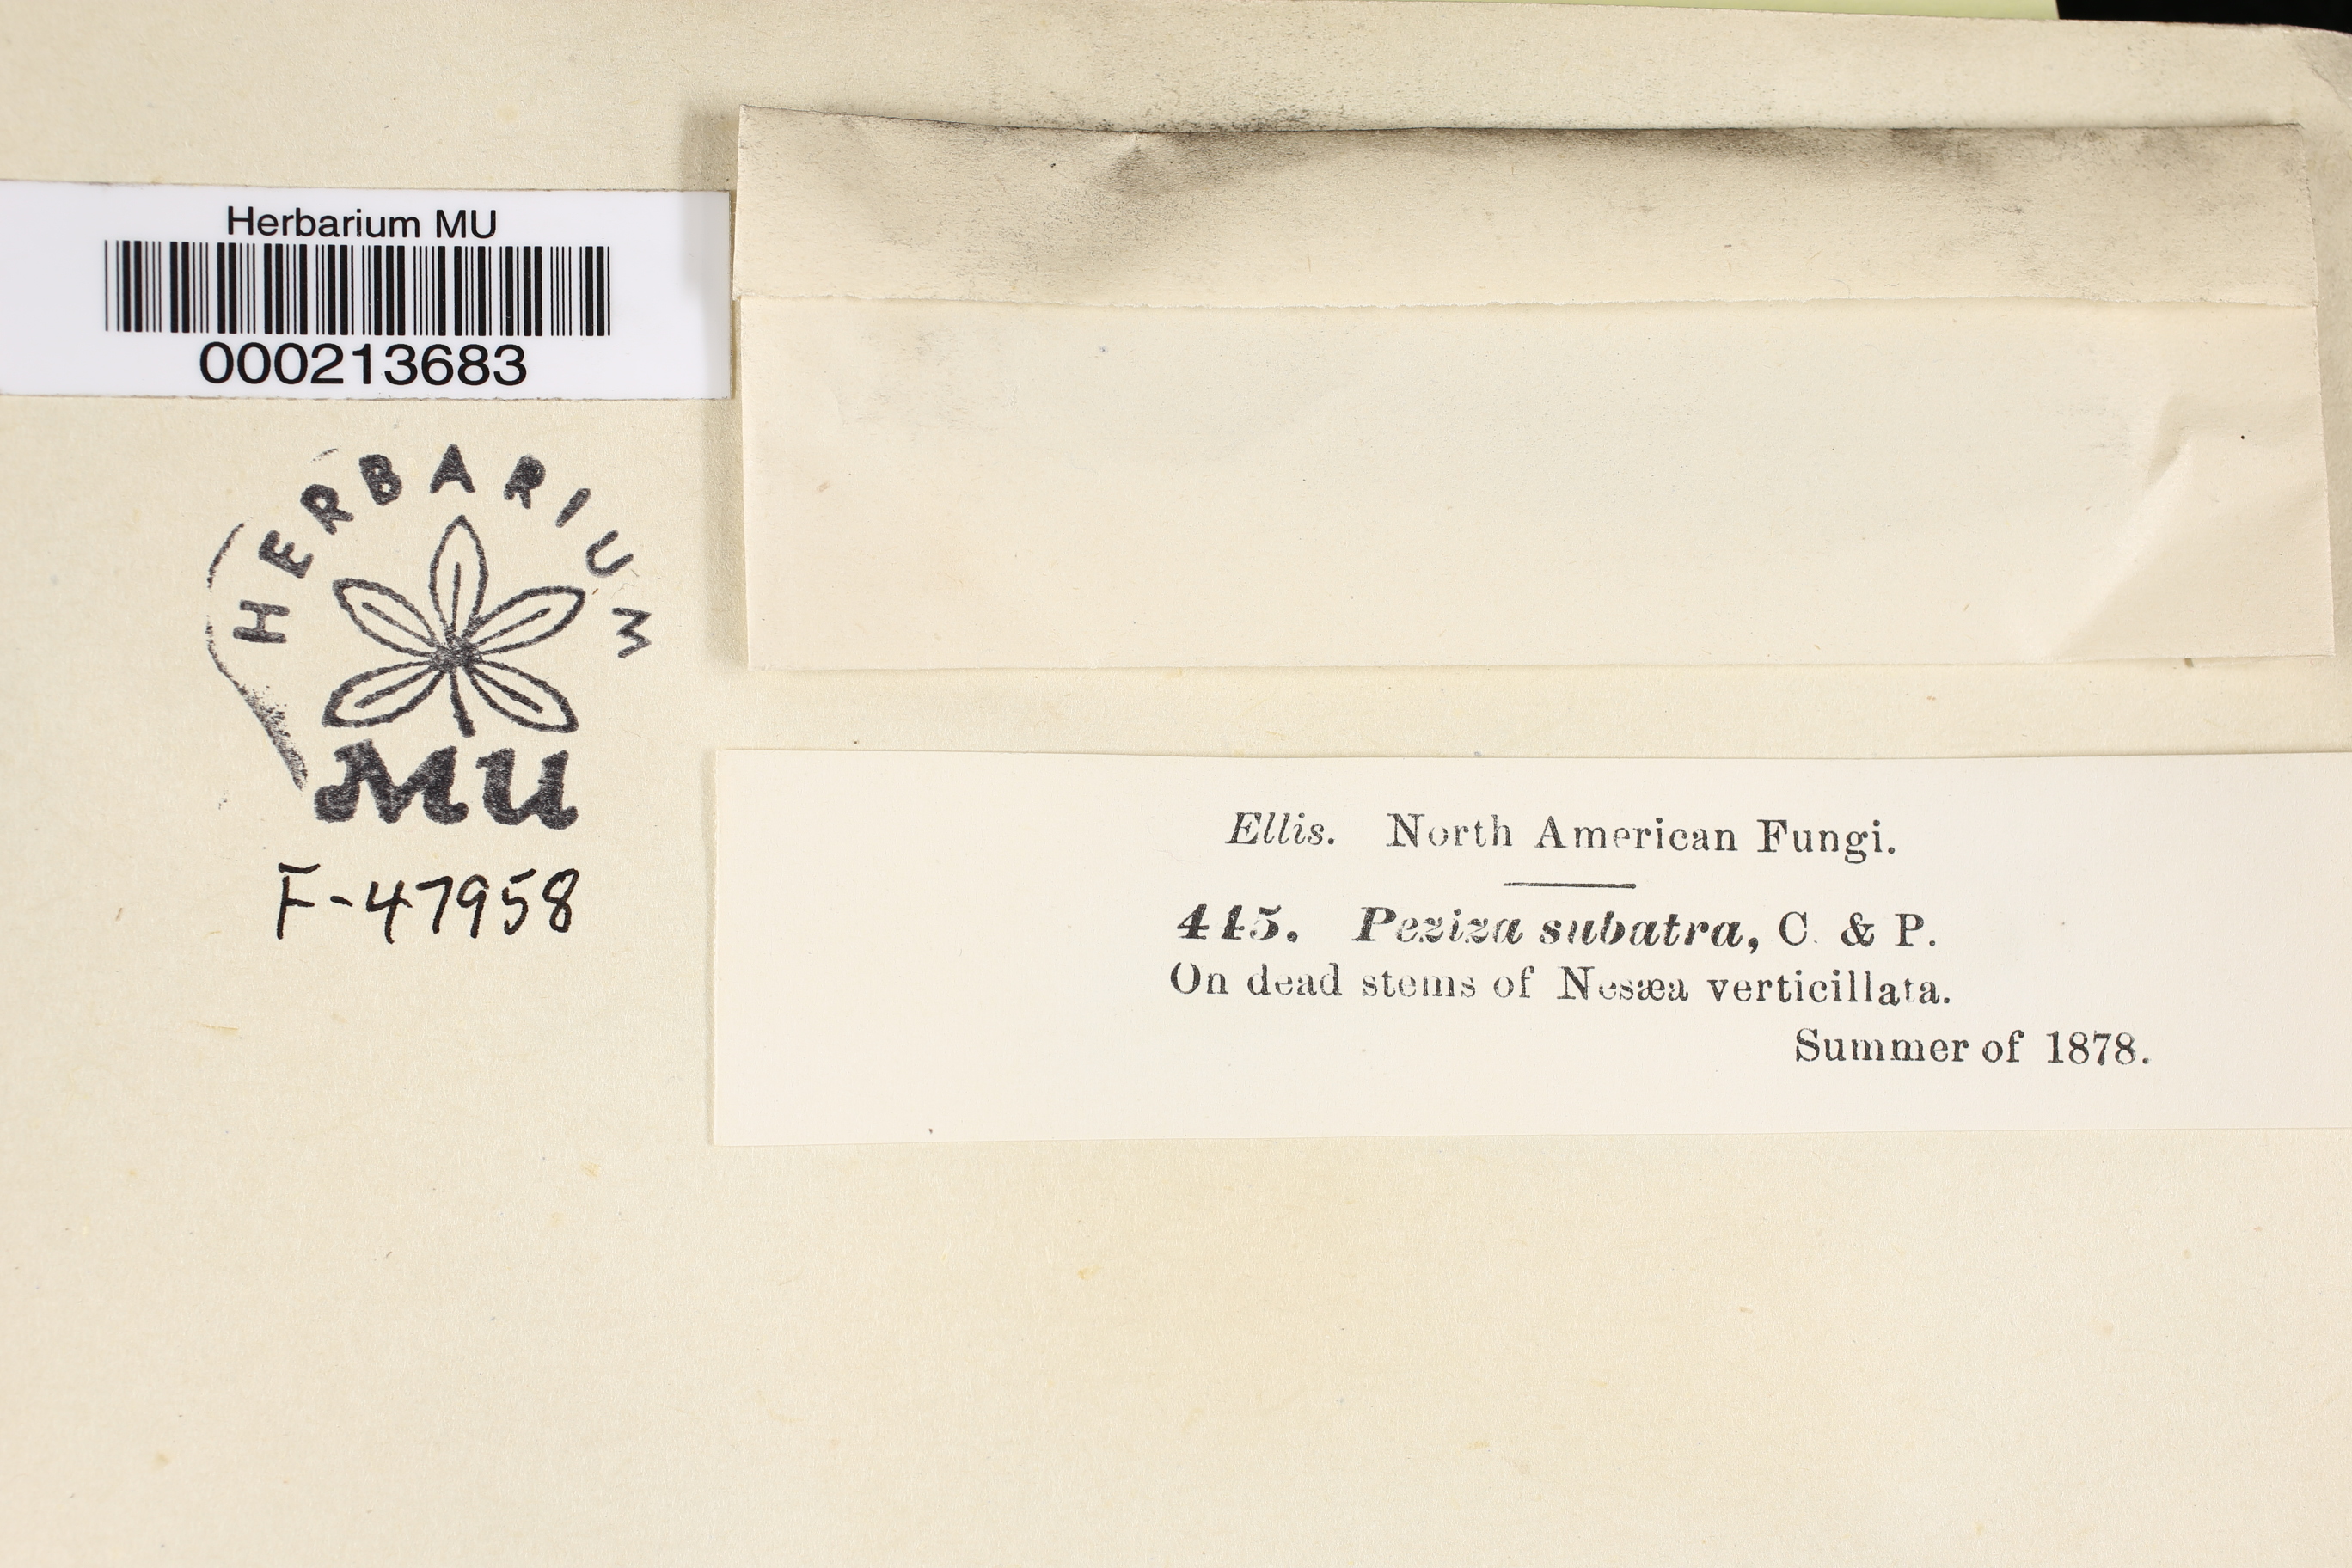 Herbarium MU
000213683
HERBARIUM
MU
F-47958
Ellis. North American Fungi.
445. Peziza subatra, C. & P.
On dead stems of Nesæa verticillata.
Summer of 1878.